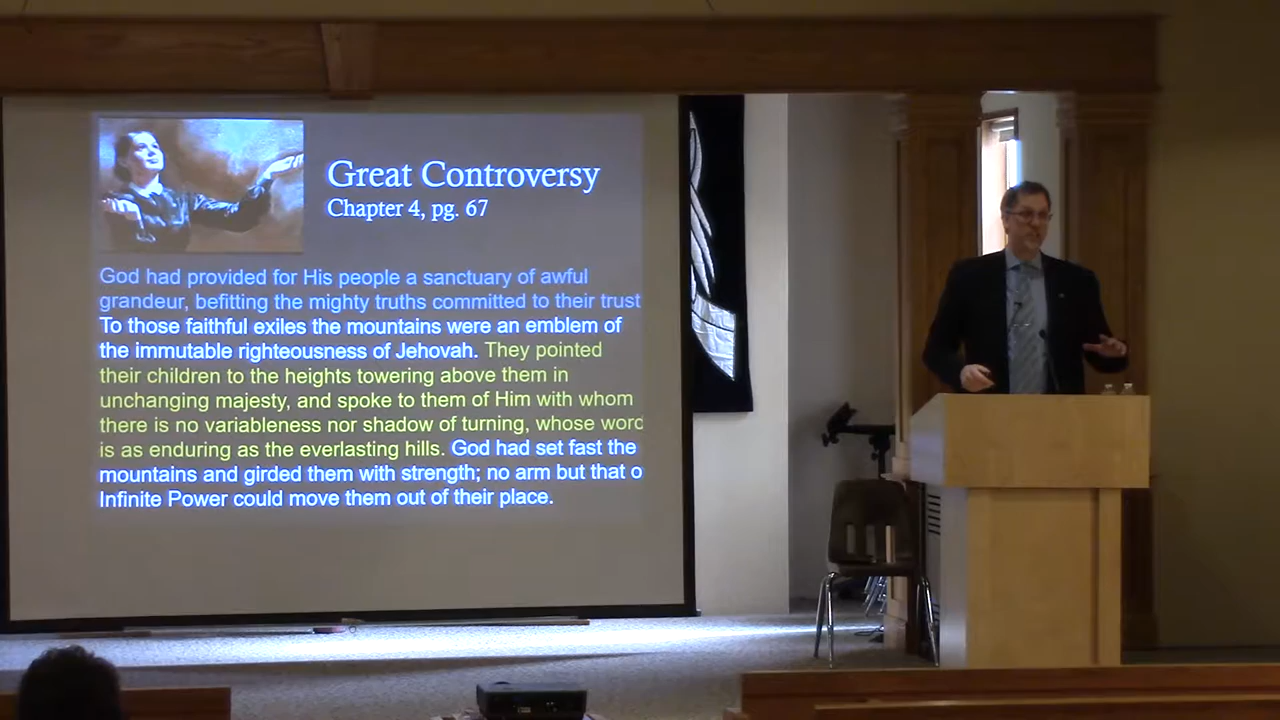 Great Controversy
Chapter 4, pg. 67
God had provided for His people a sanctuary of awful
grandeur, befitting the mighty truths committed to their trust
To those faithful exiles the mountains were an emblem of
the immutable righteousness of Jehovah. They pointed
their children to the heights towering above them in
unchanging majesty, and spoke to them of Him with whom
there is no variableness nor shadow of turning, whose word
is as enduring as the everlasting hills. God had set fast the
mountains and girded them with strength; no arm but that o
Infinite Power could move them out of their place.